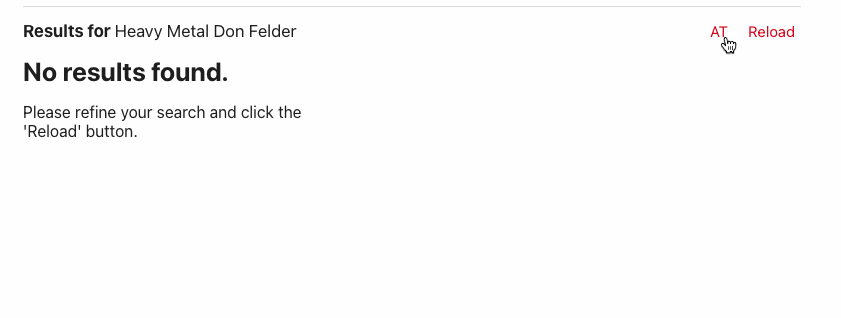 Results for Heavy Metal Don Felder AT Reload
No results found.
Please refine your search and click the
'Reload' button.